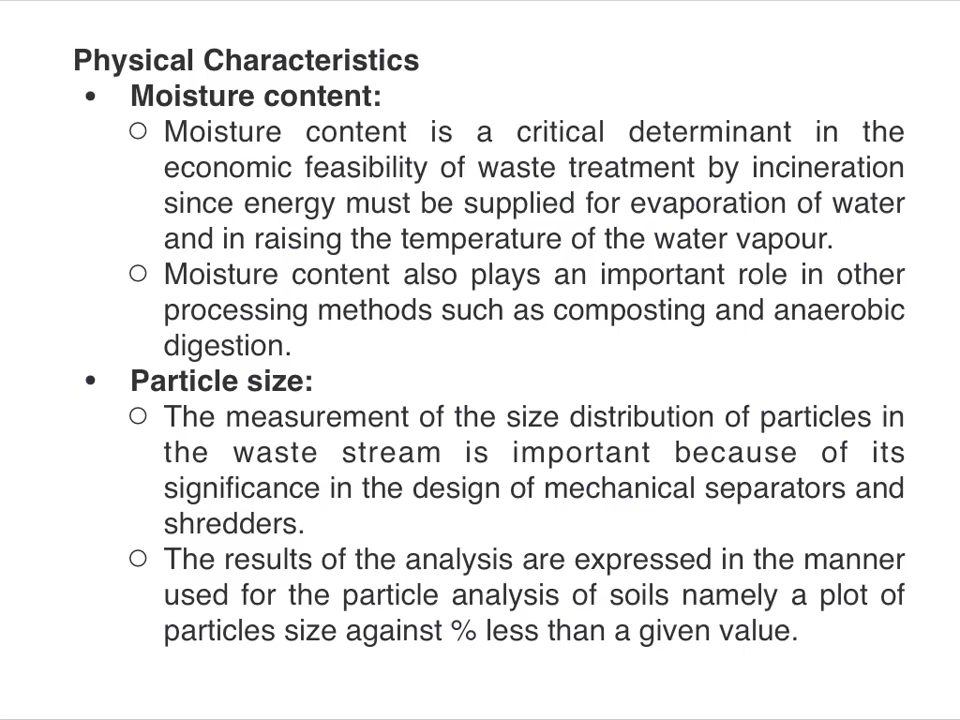 Physical Characteristics
• Moisture content:
○ Moisture content is a critical determinant in the
economic feasibility of waste treatment by incineration
since energy must be supplied for evaporation of water
and in raising the temperature of the water vapour.
○ Moisture content also plays an important role in other
processing methods such as composting and anaerobic
digestion.
• Particle size:
○ The measurement of the size distribution of particles in
the waste stream is important because of its
significance in the design of mechanical separators and
shredders.
○ The results of the analysis are expressed in the manner
used for the particle analysis of soils namely a plot of
particles size against % less than a given value.